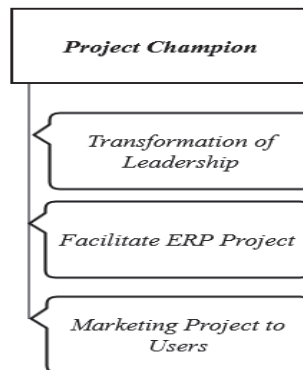 Project Champion
Transformation of
Leadership
Facilitate ERP Project
Marketing Project to
Users